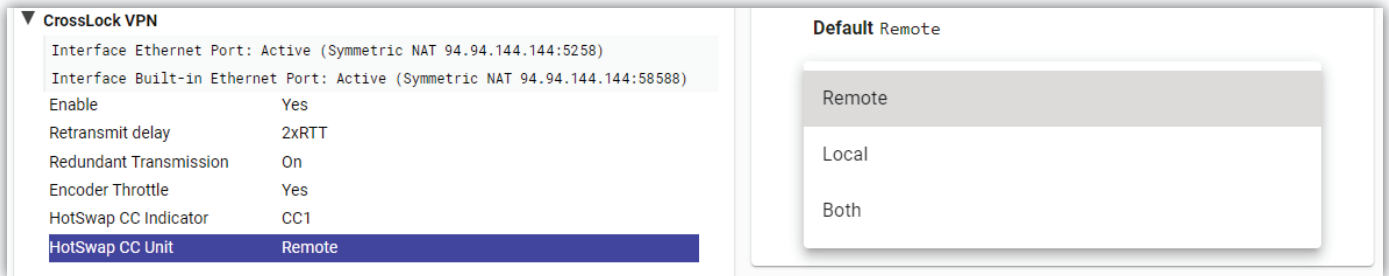 CrossLock VPN
Interface Ethernet Port: Active (Symmetric NAT 94.94.144.144:5258)
Interface Built-in Ethernet Port: Active (Symmetric NAT 94.94.144.144:58588)
Enable Yes
Retransmit delay 2xRTT
Redundant Transmission On
Encoder Throttle Yes
HotSwap CC Indicator CC1
HotSwap CC Unit Remote
Default Remote
Remote
Local
Both